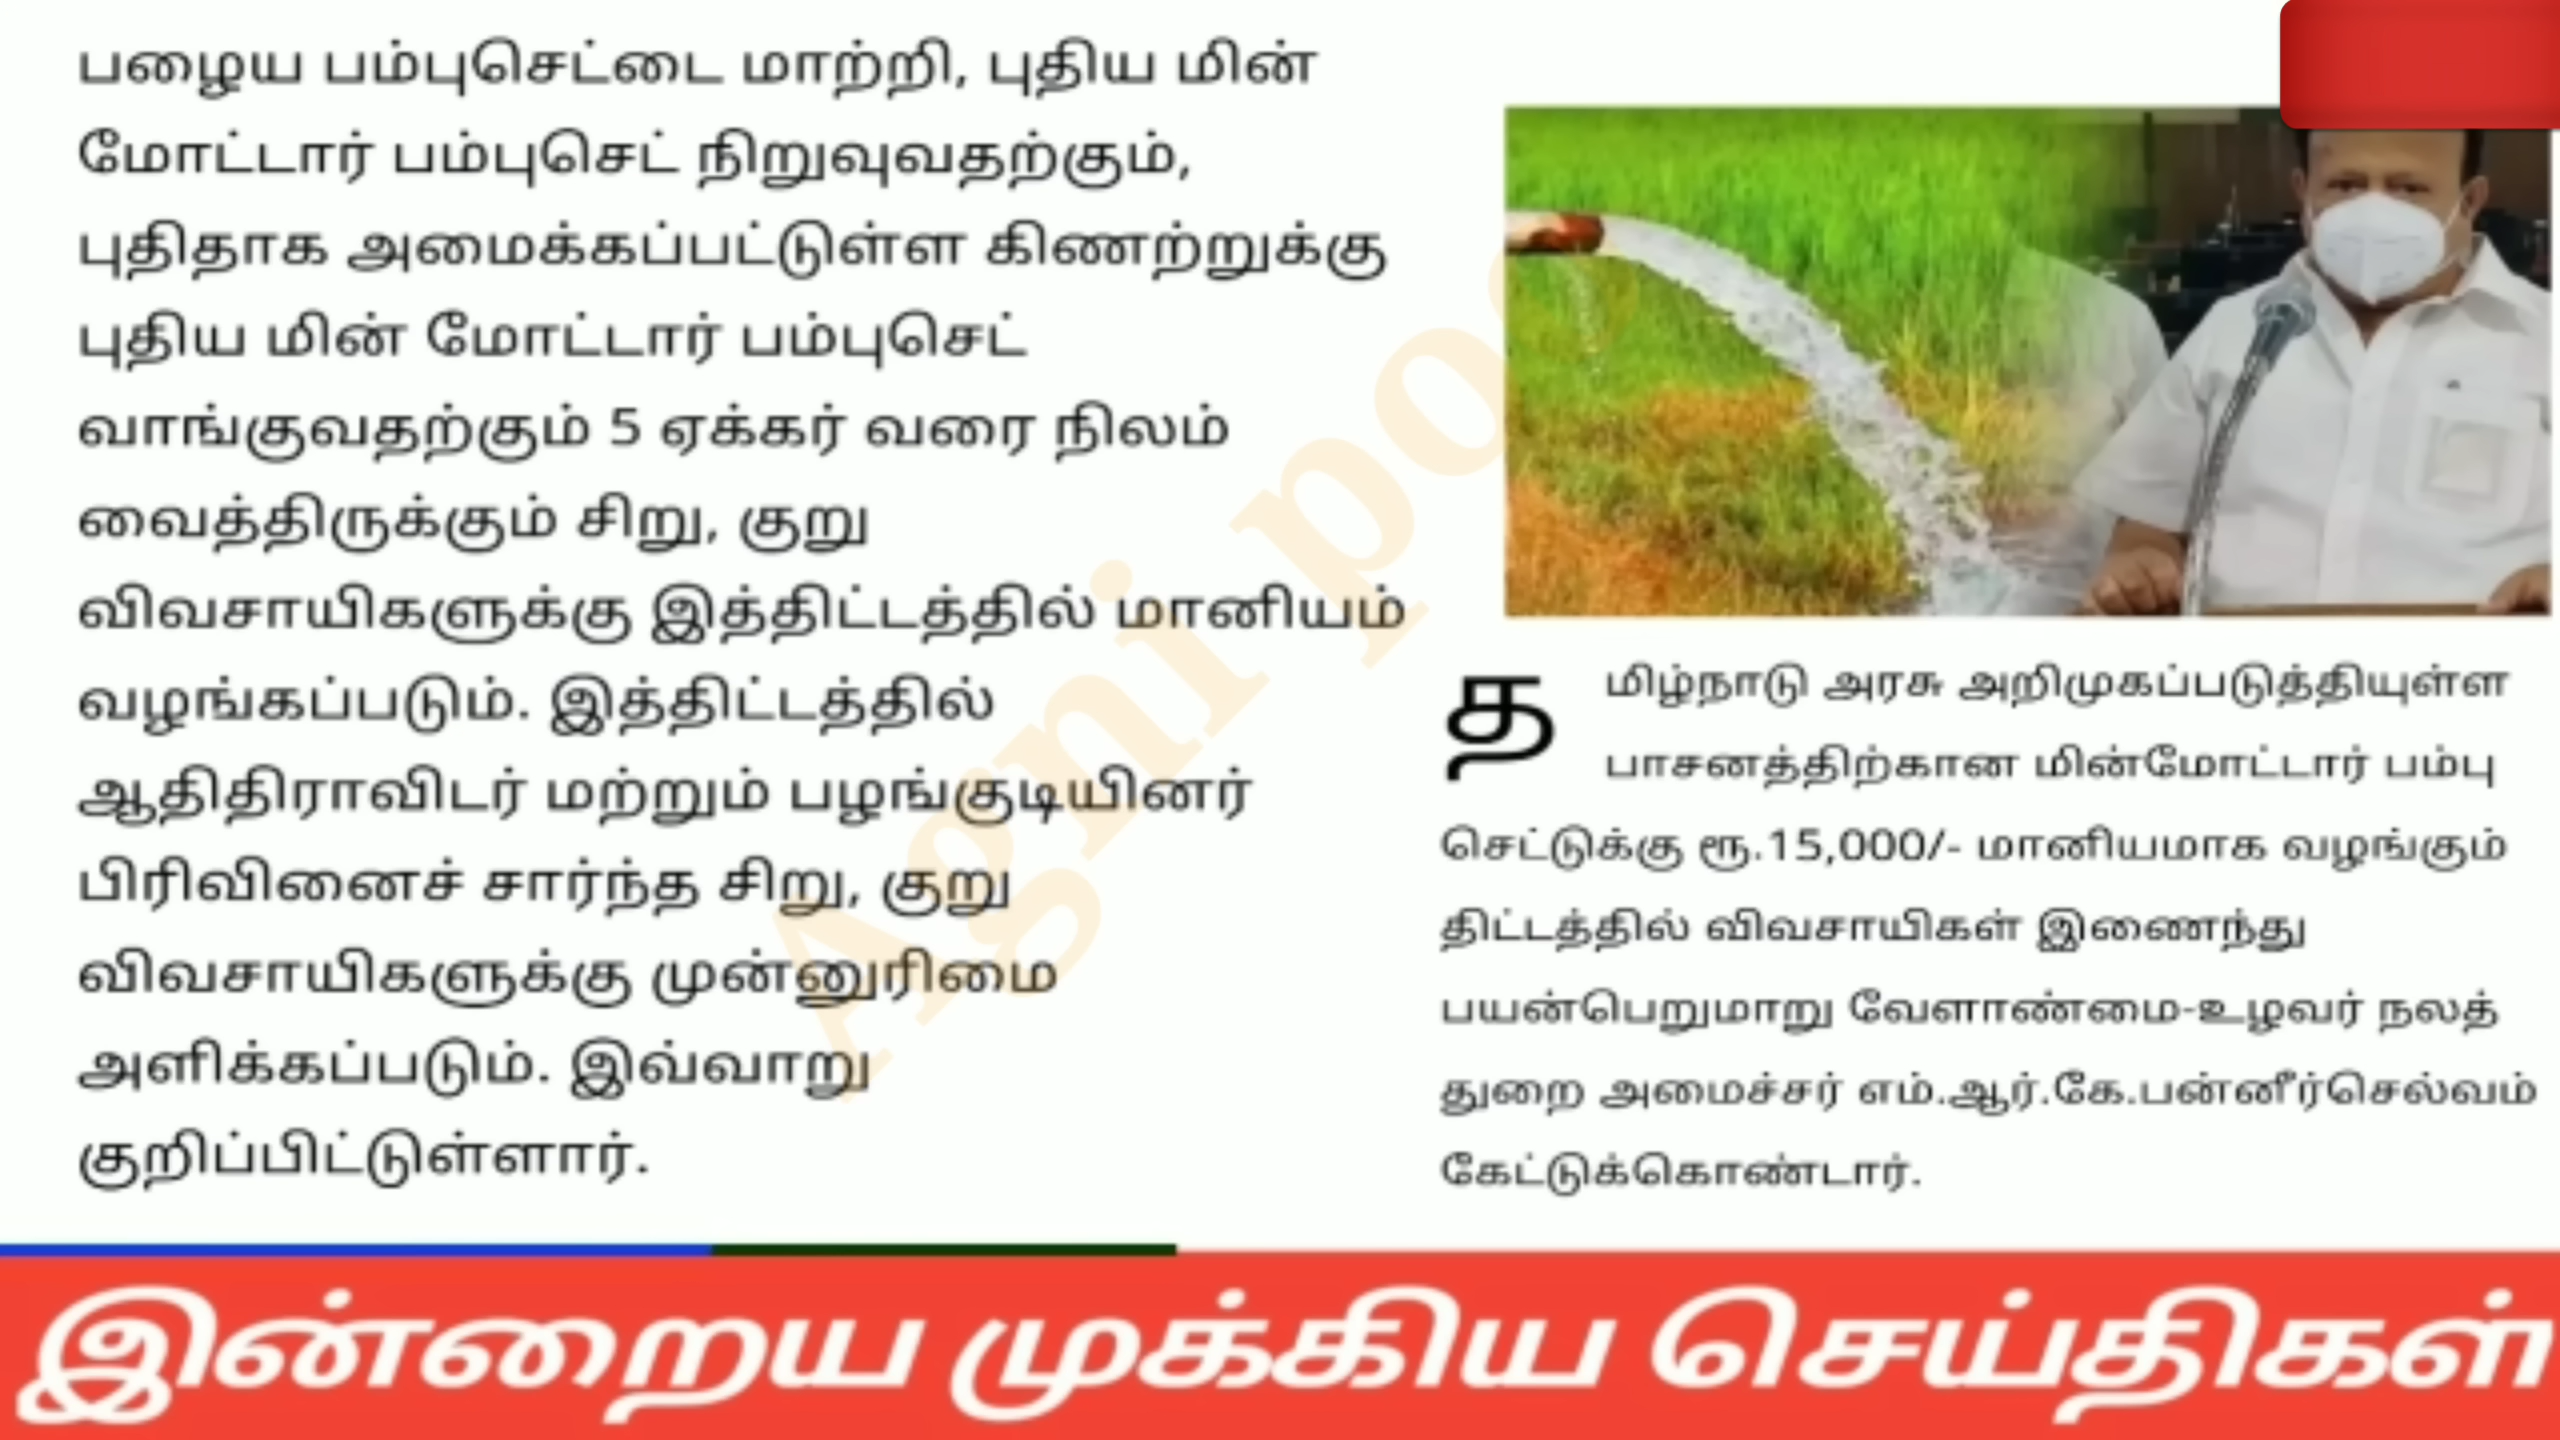 பழைய பம்புசெட்டை மாற்றி, புதிய மின்
மோட்டார் பம்புசெட் நிறுவுவதற்கும்,
புதிதாக அமைக்கப்பட்டுள்ள கிணற்றுக்கு
புதிய மின் மோட்டார் பம்புசெட்
வாங்குவதற்கும் 5 ஏக்கர் வரை நிலம்
வைத்திருக்கும் சிறு, குறு
விவசாயிகளுக்கு இத்திட்டத்தில் மானியம்
வழங்கப்படும். இத்திட்டத்தில்
ஆதிதிராவிடர் மற்றும் பழங்குடியினர்
பிரிவினைச் சார்ந்த சிறு, குறு
விவசாயிகளுக்கு முன்னுரிமை
அளிக்கப்படும். இவ்வாறு
குறிப்பிட்டுள்ளார்.
தமிழ்நாடு அரசு அறிமுகப்படுத்தியுள்ள
பாசனத்திற்கான மின்மோட்டார் பம்பு
செட்டுக்கு ரூ.15,000/- மானியமாக வழங்கும்
திட்டத்தில் விவசாயிகள் இணைந்து
பயன்பெறுமாறு வேளாண்மை-உழவர் நலத்
துறை அமைச்சர் எம்.ஆர்.கே.பன்னீர்செல்வம்
கேட்டுக்கொண்டார்.
Agni
இன்றைய முக்கிய செய்திகள்